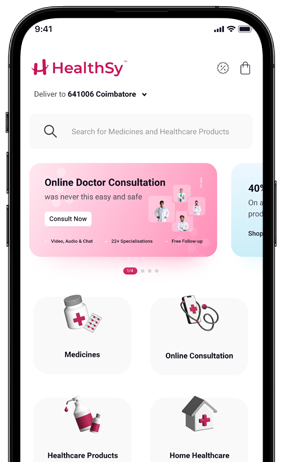 9:41
HealthSy™
Deliver to 641006 Coimbatore
Search for Medicines and Healthcare Products
Online Doctor Consultation
was never this easy and safe
Consult Now
Video, Audio & Chat 22+ Specialisations Free Follow-up
40%
On a
prod
Shop
1/4
Medicines
Online Consultation
Healthcare Products
Home Healthcare